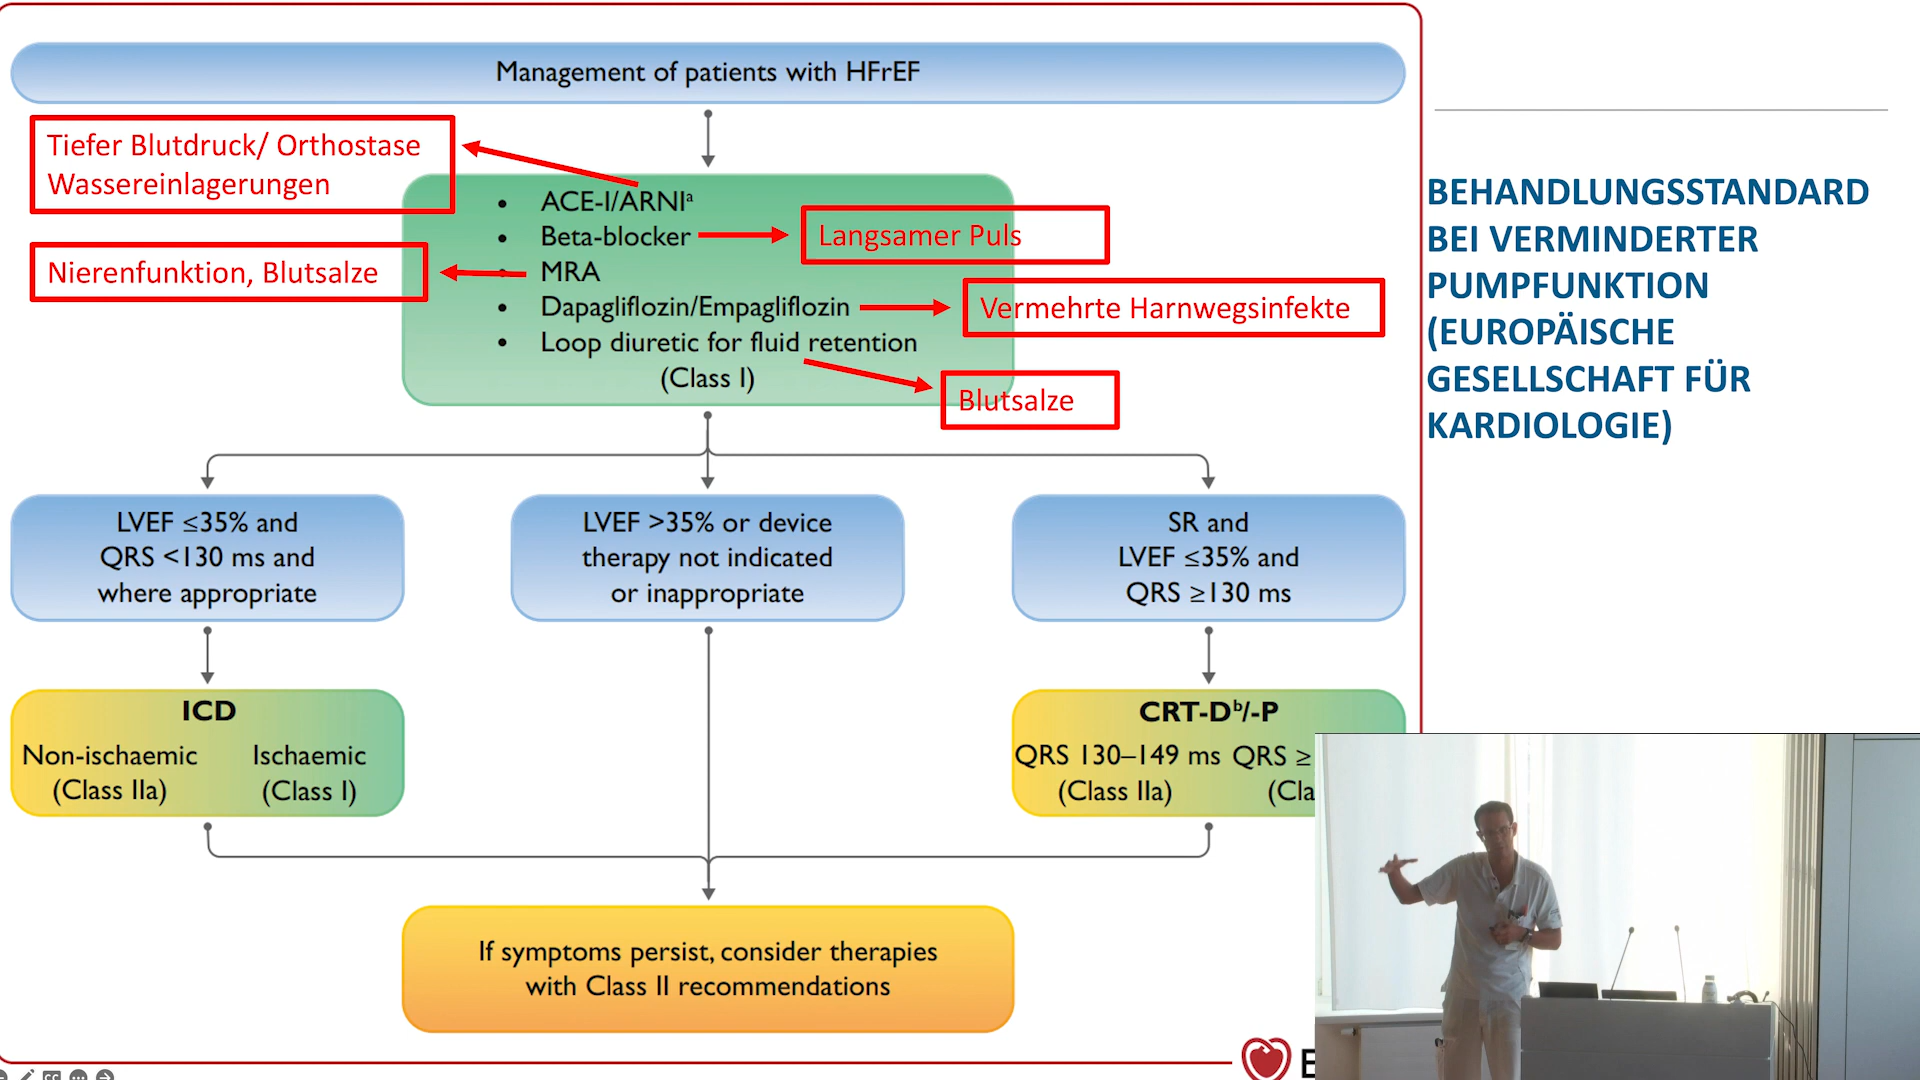 Management of patients with HFrEF
Tiefer Blutdruck/ Orthostase
Wassereinlagerungen
• ACE-I/ARNIᵃ
• Beta-blocker
Langsamer Puls
• MRA
Nierenfunktion, Blutsalze
• Dapagliflozin/Empagliflozin
Vermehrte Harnwegsinfekte
• Loop diuretic for fluid retention
(Class I)
Blutsalze
LVEF ≤35% and
QRS <130 ms and
where appropriate
LVEF >35% or device
therapy not indicated
or inappropriate
SR and
LVEF ≤35% and
QRS ≥130 ms
ICD
Non-ischaemic
(Class IIa)
Ischaemic
(Class I)
CRT-Dᵇ/-P
QRS 130–149 ms
(Class IIa)
QRS ≥
(Cla
If symptoms persist, consider therapies
with Class II recommendations
BEHANDLUNGSSTANDARD
BEI VERMINDERTER
PUMPFUNKTION
(EUROPÄISCHE
GESELLSCHAFT FÜR
KARDIOLOGIE)
CC